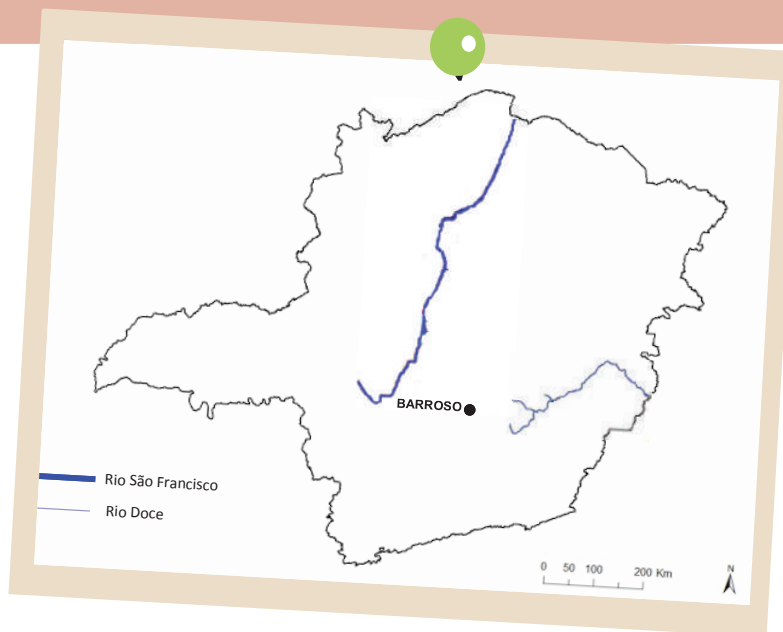 BARROSO
Rio São Francisco
Rio Doce
0 50 100 200 Km
N